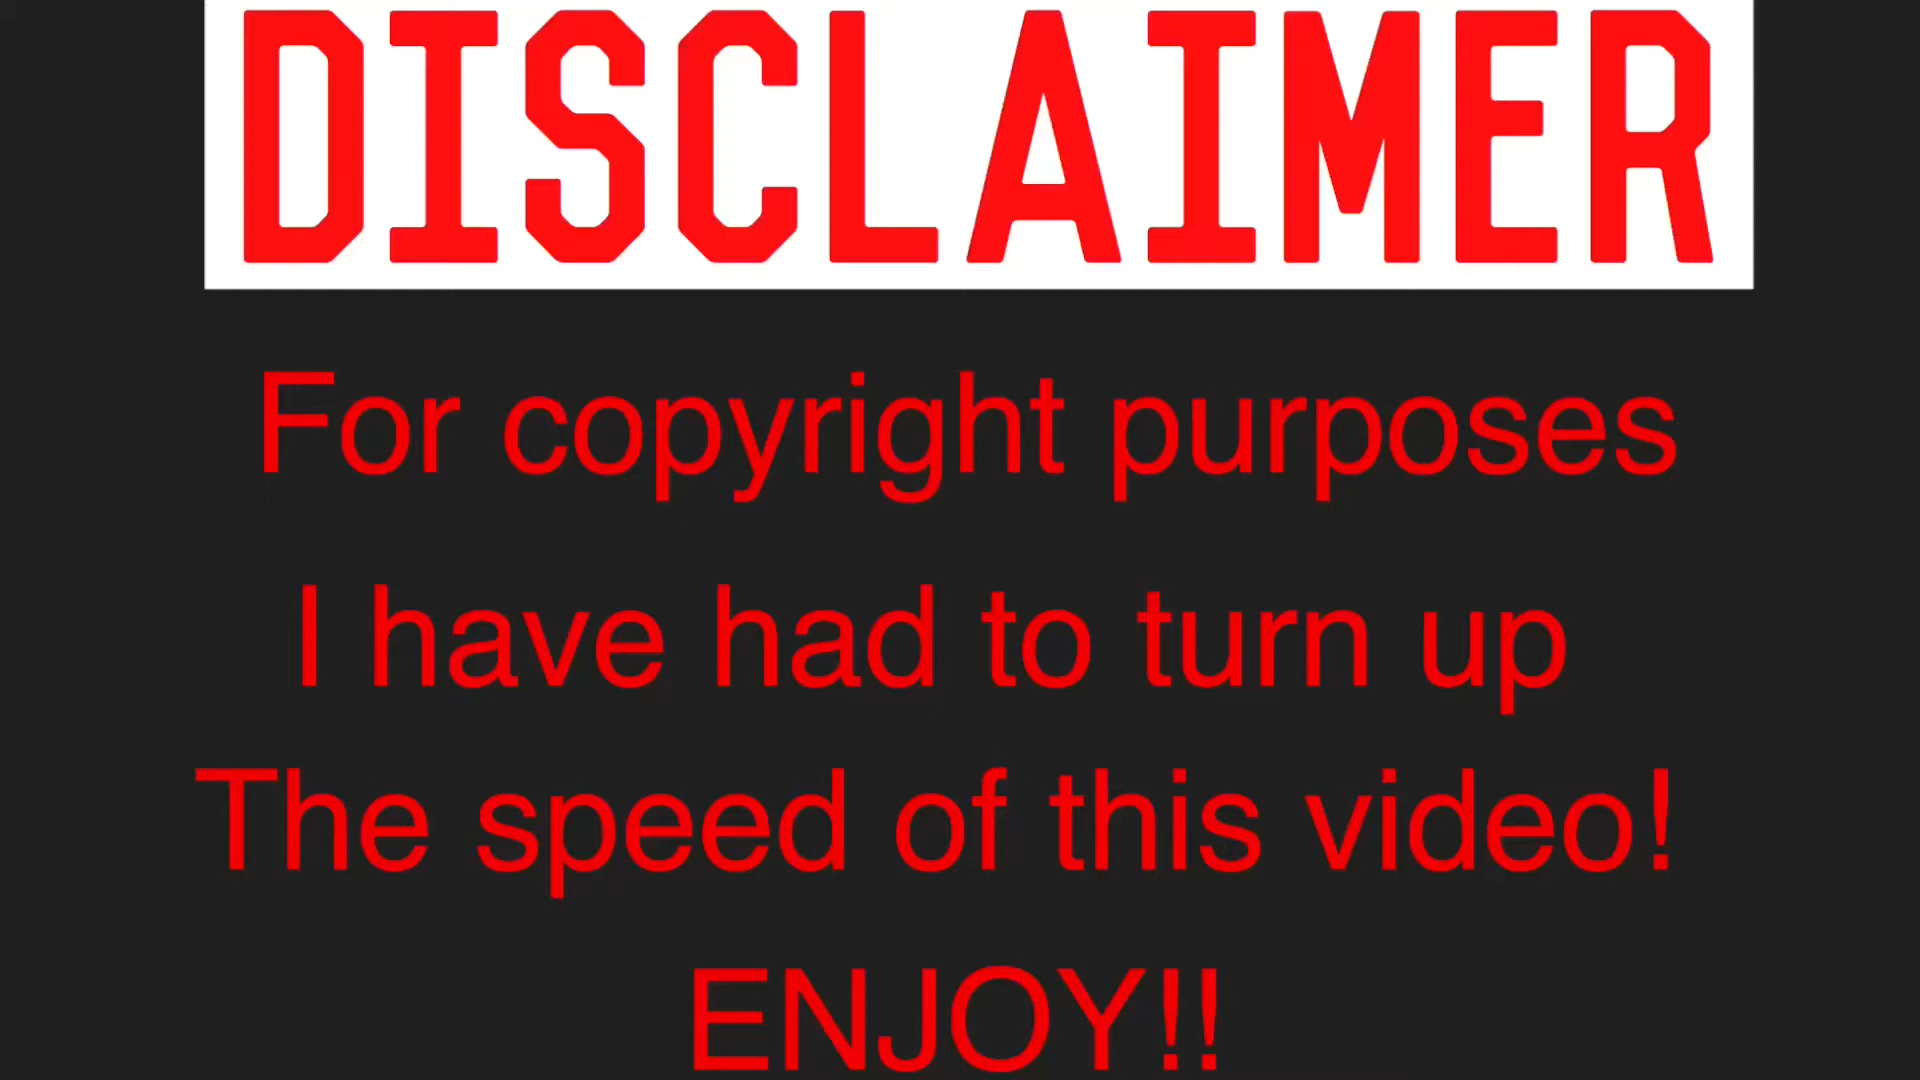 DISCLAIMER
For copyright purposes
I have had to turn up
The speed of this video!
ENJOY!!